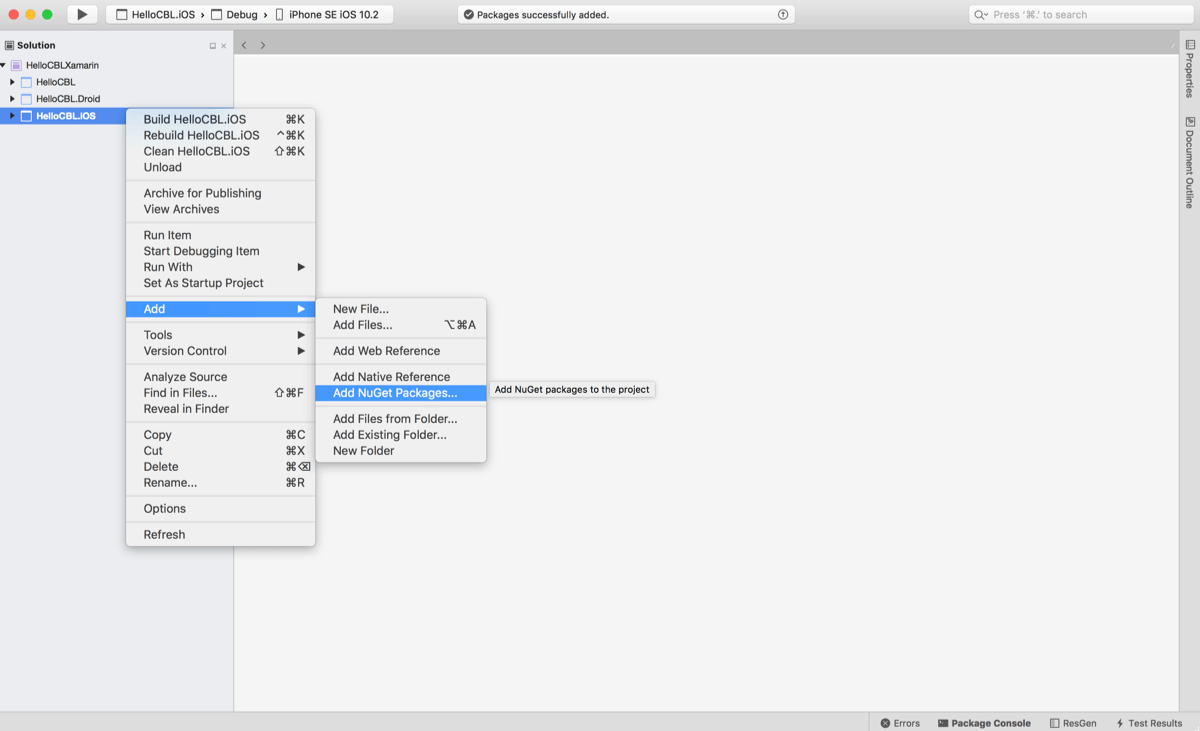 HelloCBL.iOS › Debug › iPhone SE iOS 10.2
Packages successfully added.
Press '⌘.' to search
Solution
HelloCBLXamarin
HelloCBL
HelloCBL.Droid
HelloCBL.iOS
Build HelloCBL.iOS ⌘K
Rebuild HelloCBL.iOS ^⌘K
Clean HelloCBL.iOS ⇧⌘K
Unload
Archive for Publishing
View Archives
Run Item
Start Debugging Item
Run With
Set As Startup Project
Add
Tools
Version Control
Analyze Source
Find in Files... ⇧⌘F
Reveal in Finder
Copy ⌘C
Cut ⌘X
Delete ⌘⌫
Rename... ⌘R
Options
Refresh
New File...
Add Files... ⌥⌘A
Add Web Reference
Add Native Reference
Add NuGet Packages...
Add Files from Folder...
Add Existing Folder...
New Folder
Add NuGet packages to the project
Properties
Document Outline
Errors
Package Console
ResGen
Test Results